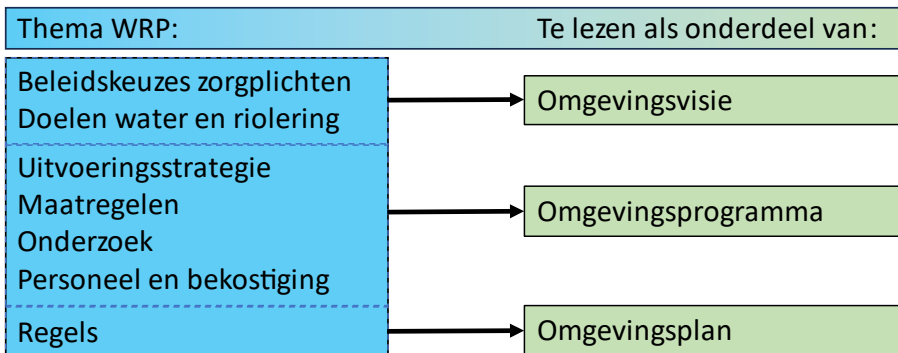 Thema WRP: Te lezen als onderdeel van:
Beleidskeuzes zorgplichten
Doelen water en riolering
Omgevingsvisie
Uitvoeringsstrategie
Maatregelen
Onderzoek
Personeel en bekostiging
Omgevingsprogramma
Regels
Omgevingsplan